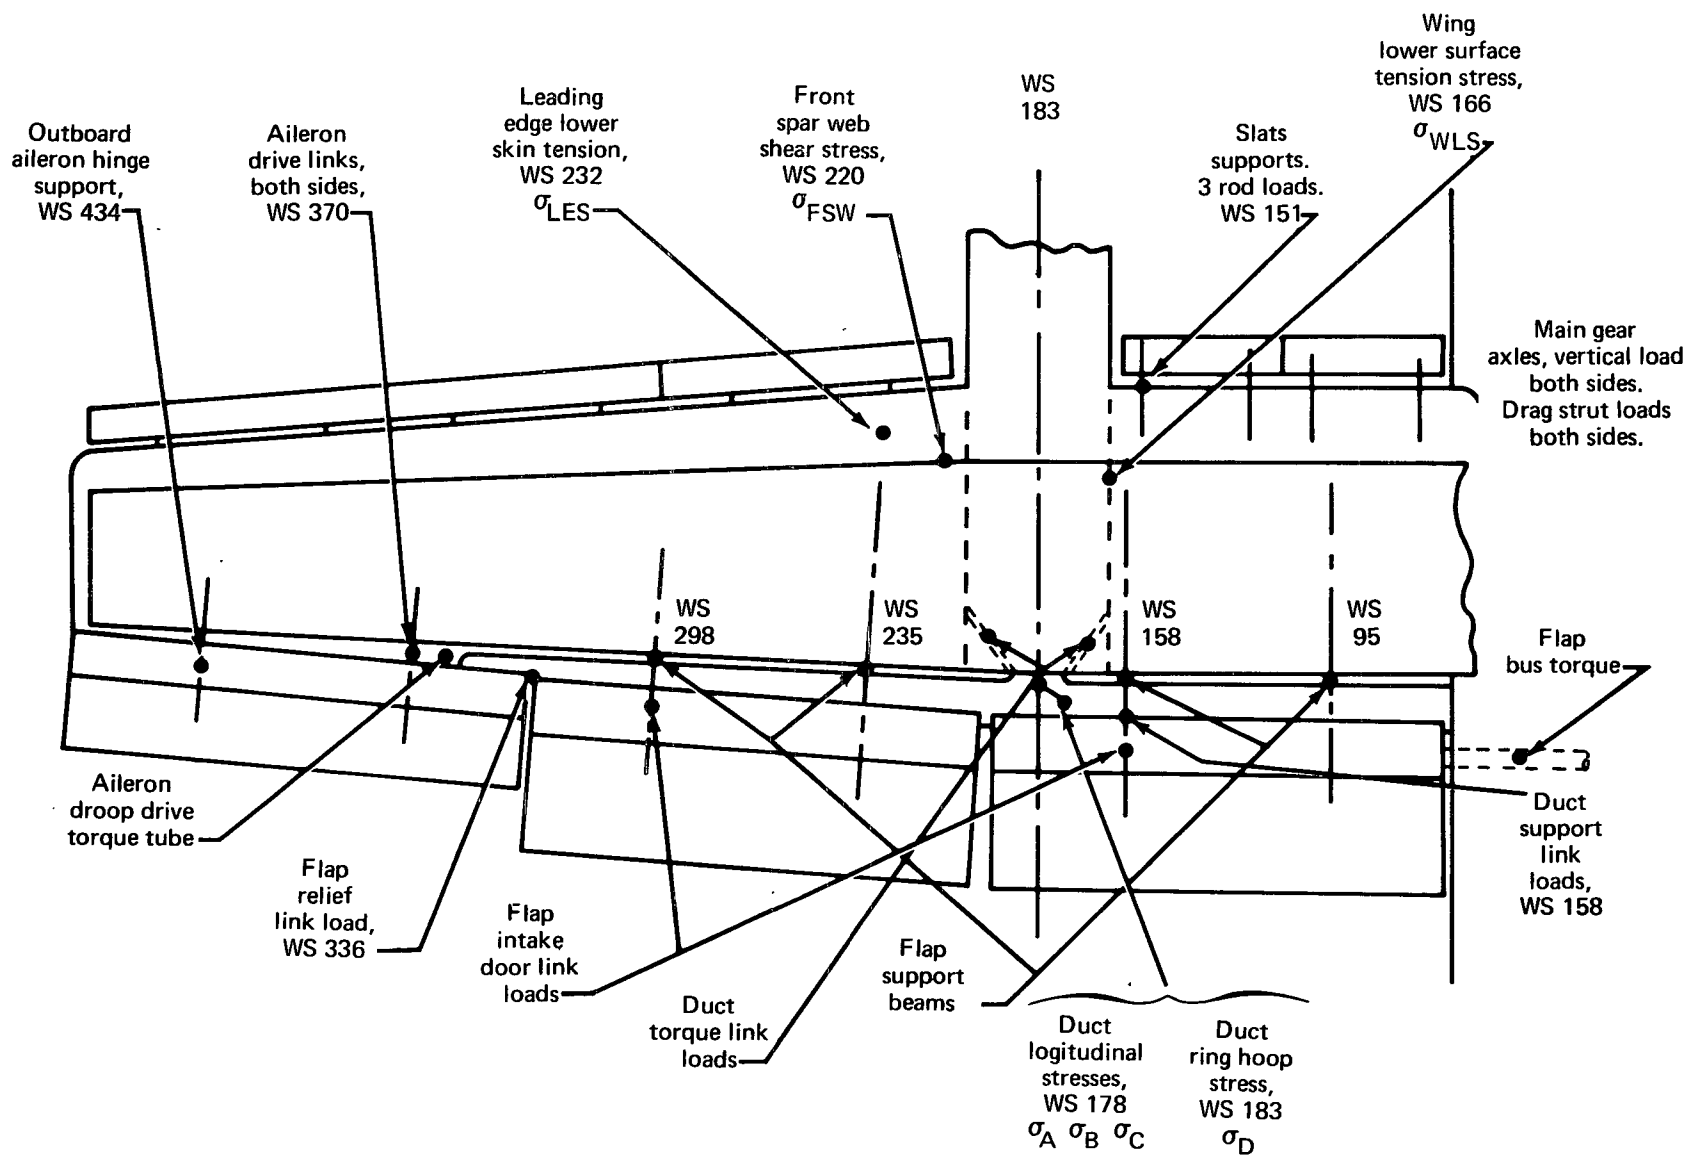 Wing
lower surface
tension stress,
WS 166
σWLS
WS
183
Leading
edge lower
skin tension,
WS 232
σLES
Front
spar web
shear stress,
WS 220
σFSW
Outboard
aileron hinge
support,
WS 434
Aileron
drive links,
both sides,
WS 370
Slats
supports.
3 rod loads.
WS 151
Main gear
axles, vertical load
both sides.
Drag strut loads
both sides.
WS
298
WS
235
WS
158
WS
95
Flap
bus torque
Aileron
droop drive
torque tube
Flap
relief
link load,
WS 336
Flap
intake
door link
loads
Duct
torque link
loads
Flap
support
beams
Duct
support
link
loads,
WS 158
Duct
logitudinal
stresses,
WS 178
σA σB σC
Duct
ring hoop
stress,
WS 183
σD